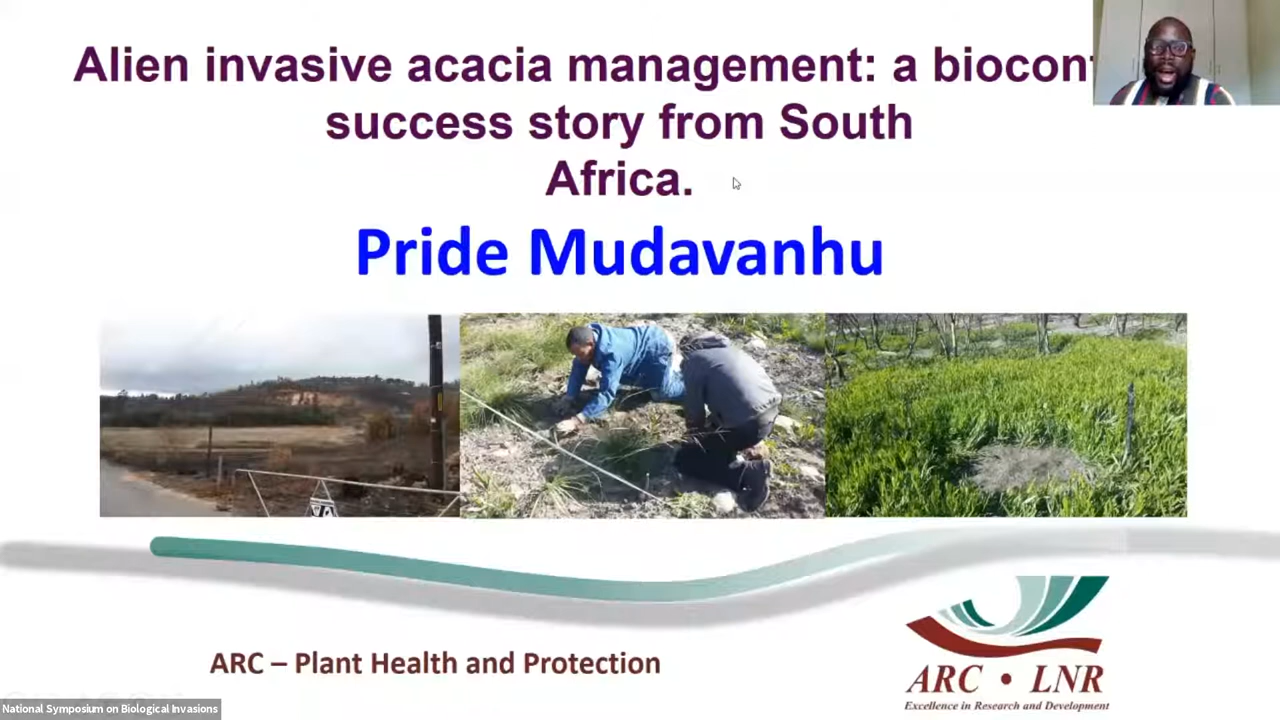 Alien invasive acacia management: a biocont
success story from South
Africa.
Pride Mudavanhu
ARC – Plant Health and Protection
ARC • LNR
Excellence in Research and Development
National Symposium on Biological Invasions